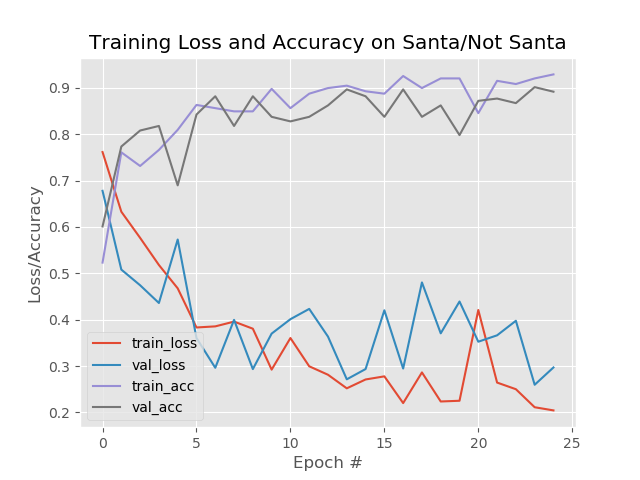 Training Loss and Accuracy on Santa/Not Santa
Loss/Accuracy
0.9
0.8
0.7
0.6
0.5
0.4
0.3
0.2
train_loss
val_loss
train_acc
val_acc
0 5 10 15 20 25
Epoch #